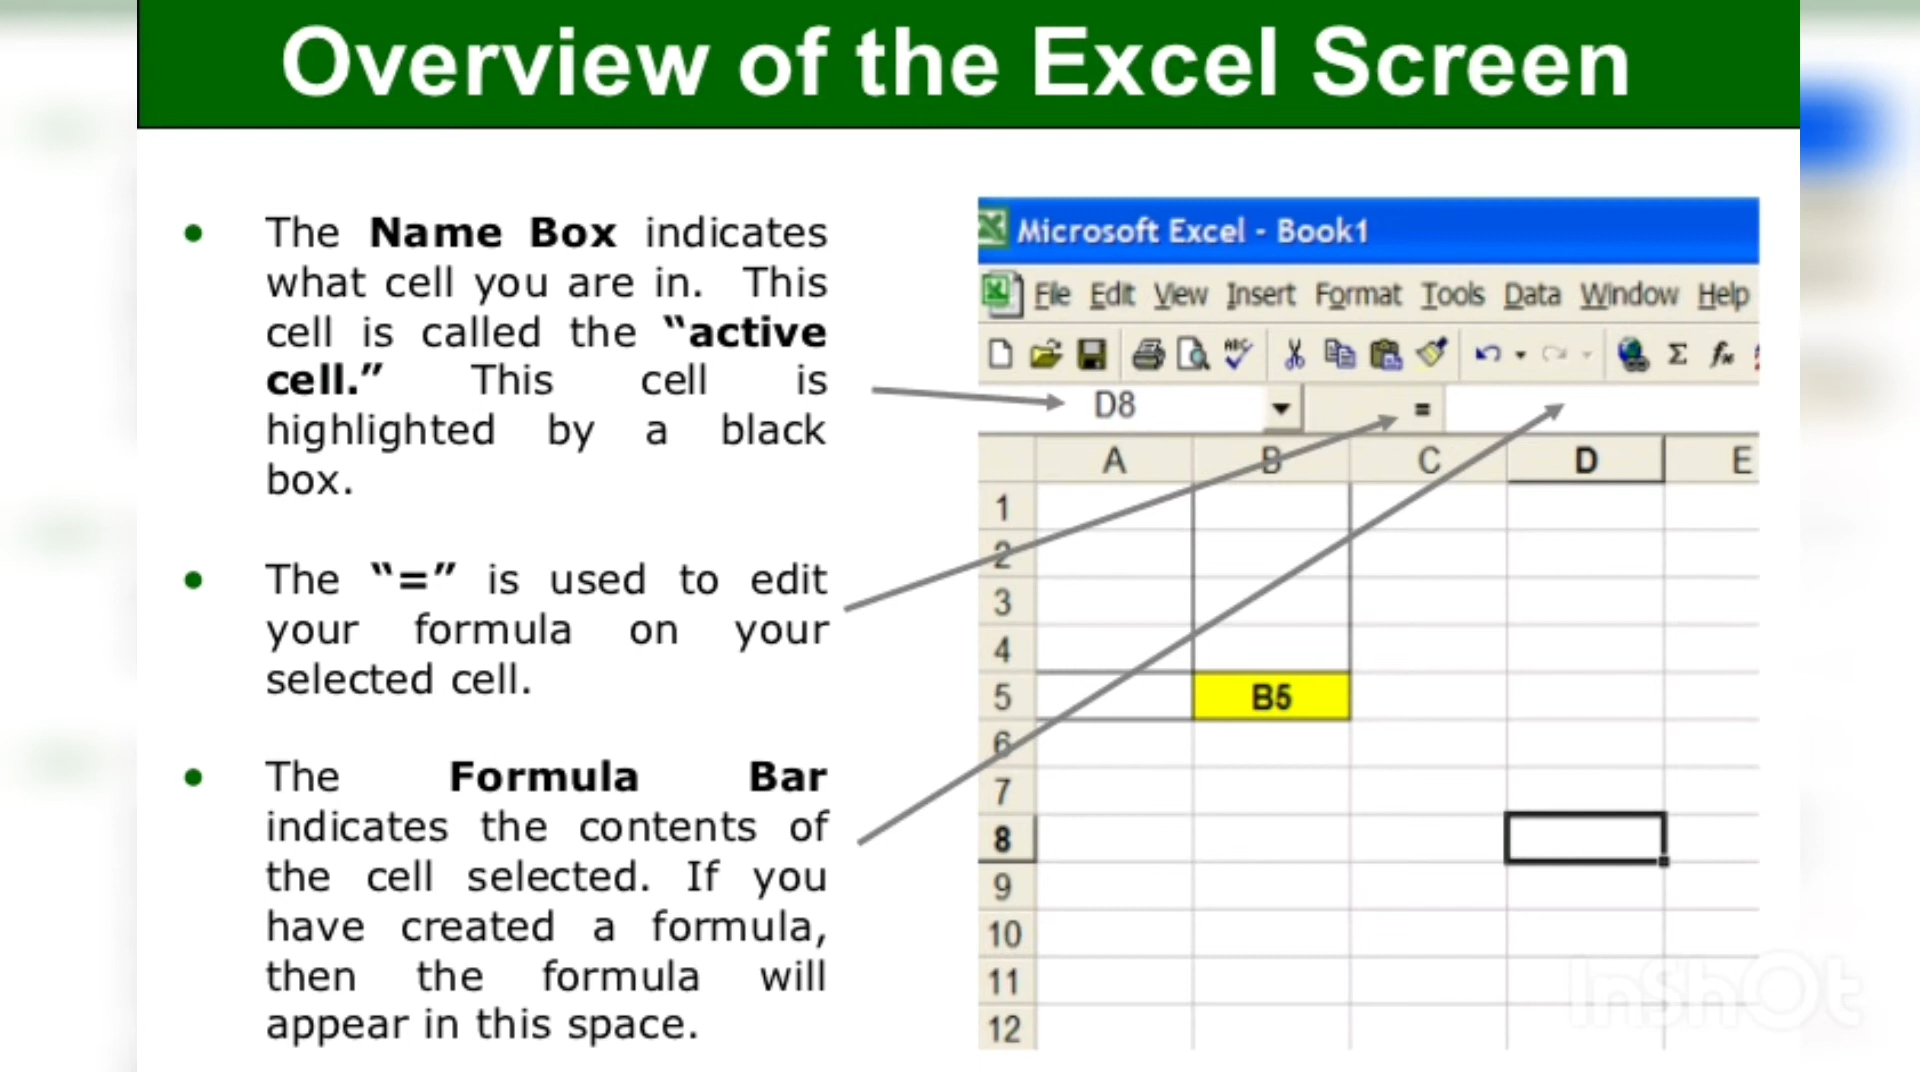 Overview of the Excel Screen
• The Name Box indicates
what cell you are in. This
cell is called the “active
cell.” This cell is
highlighted by a black
box.
• The “=” is used to edit
your formula on your
selected cell.
• The Formula Bar
indicates the contents of
the cell selected. If you
have created a formula,
then the formula will
appear in this space.
Microsoft Excel - Book1
File Edit View Insert Format Tools Data Window Help
ABC Σ fx
D8 =
A B C D E
1
2
3
4
5 B5
6
7
8
9
10
11
12
InShOt